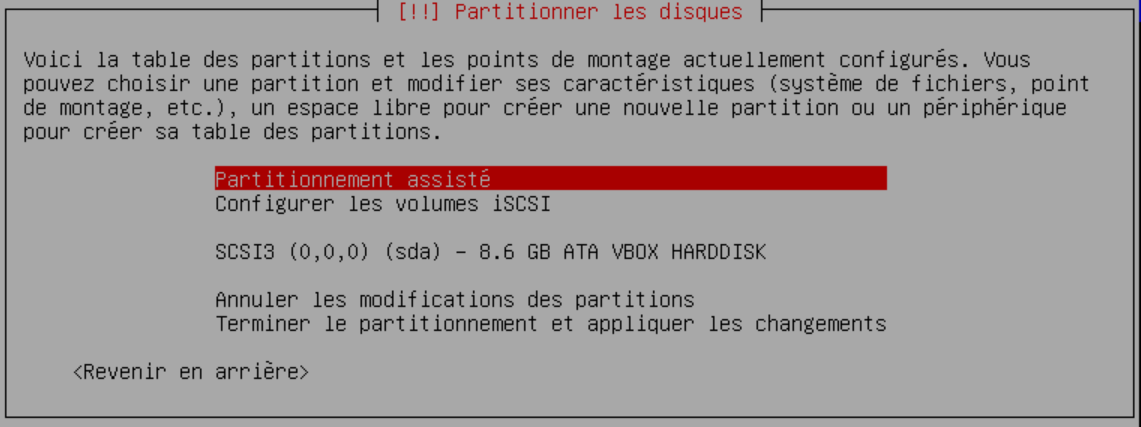 [!!] Partitionner les disques
Voici la table des partitions et les points de montage actuellement configurés. Vous
pouvez choisir une partition et modifier ses caractéristiques (système de fichiers, point
de montage, etc.), un espace libre pour créer une nouvelle partition ou un périphérique
pour créer sa table des partitions.
Partitionnement assisté
Configurer les volumes iSCSI
SCSI3 (0,0,0) (sda) - 8.6 GB ATA VBOX HARDDISK
Annuler les modifications des partitions
Terminer le partitionnement et appliquer les changements
<Revenir en arrière>